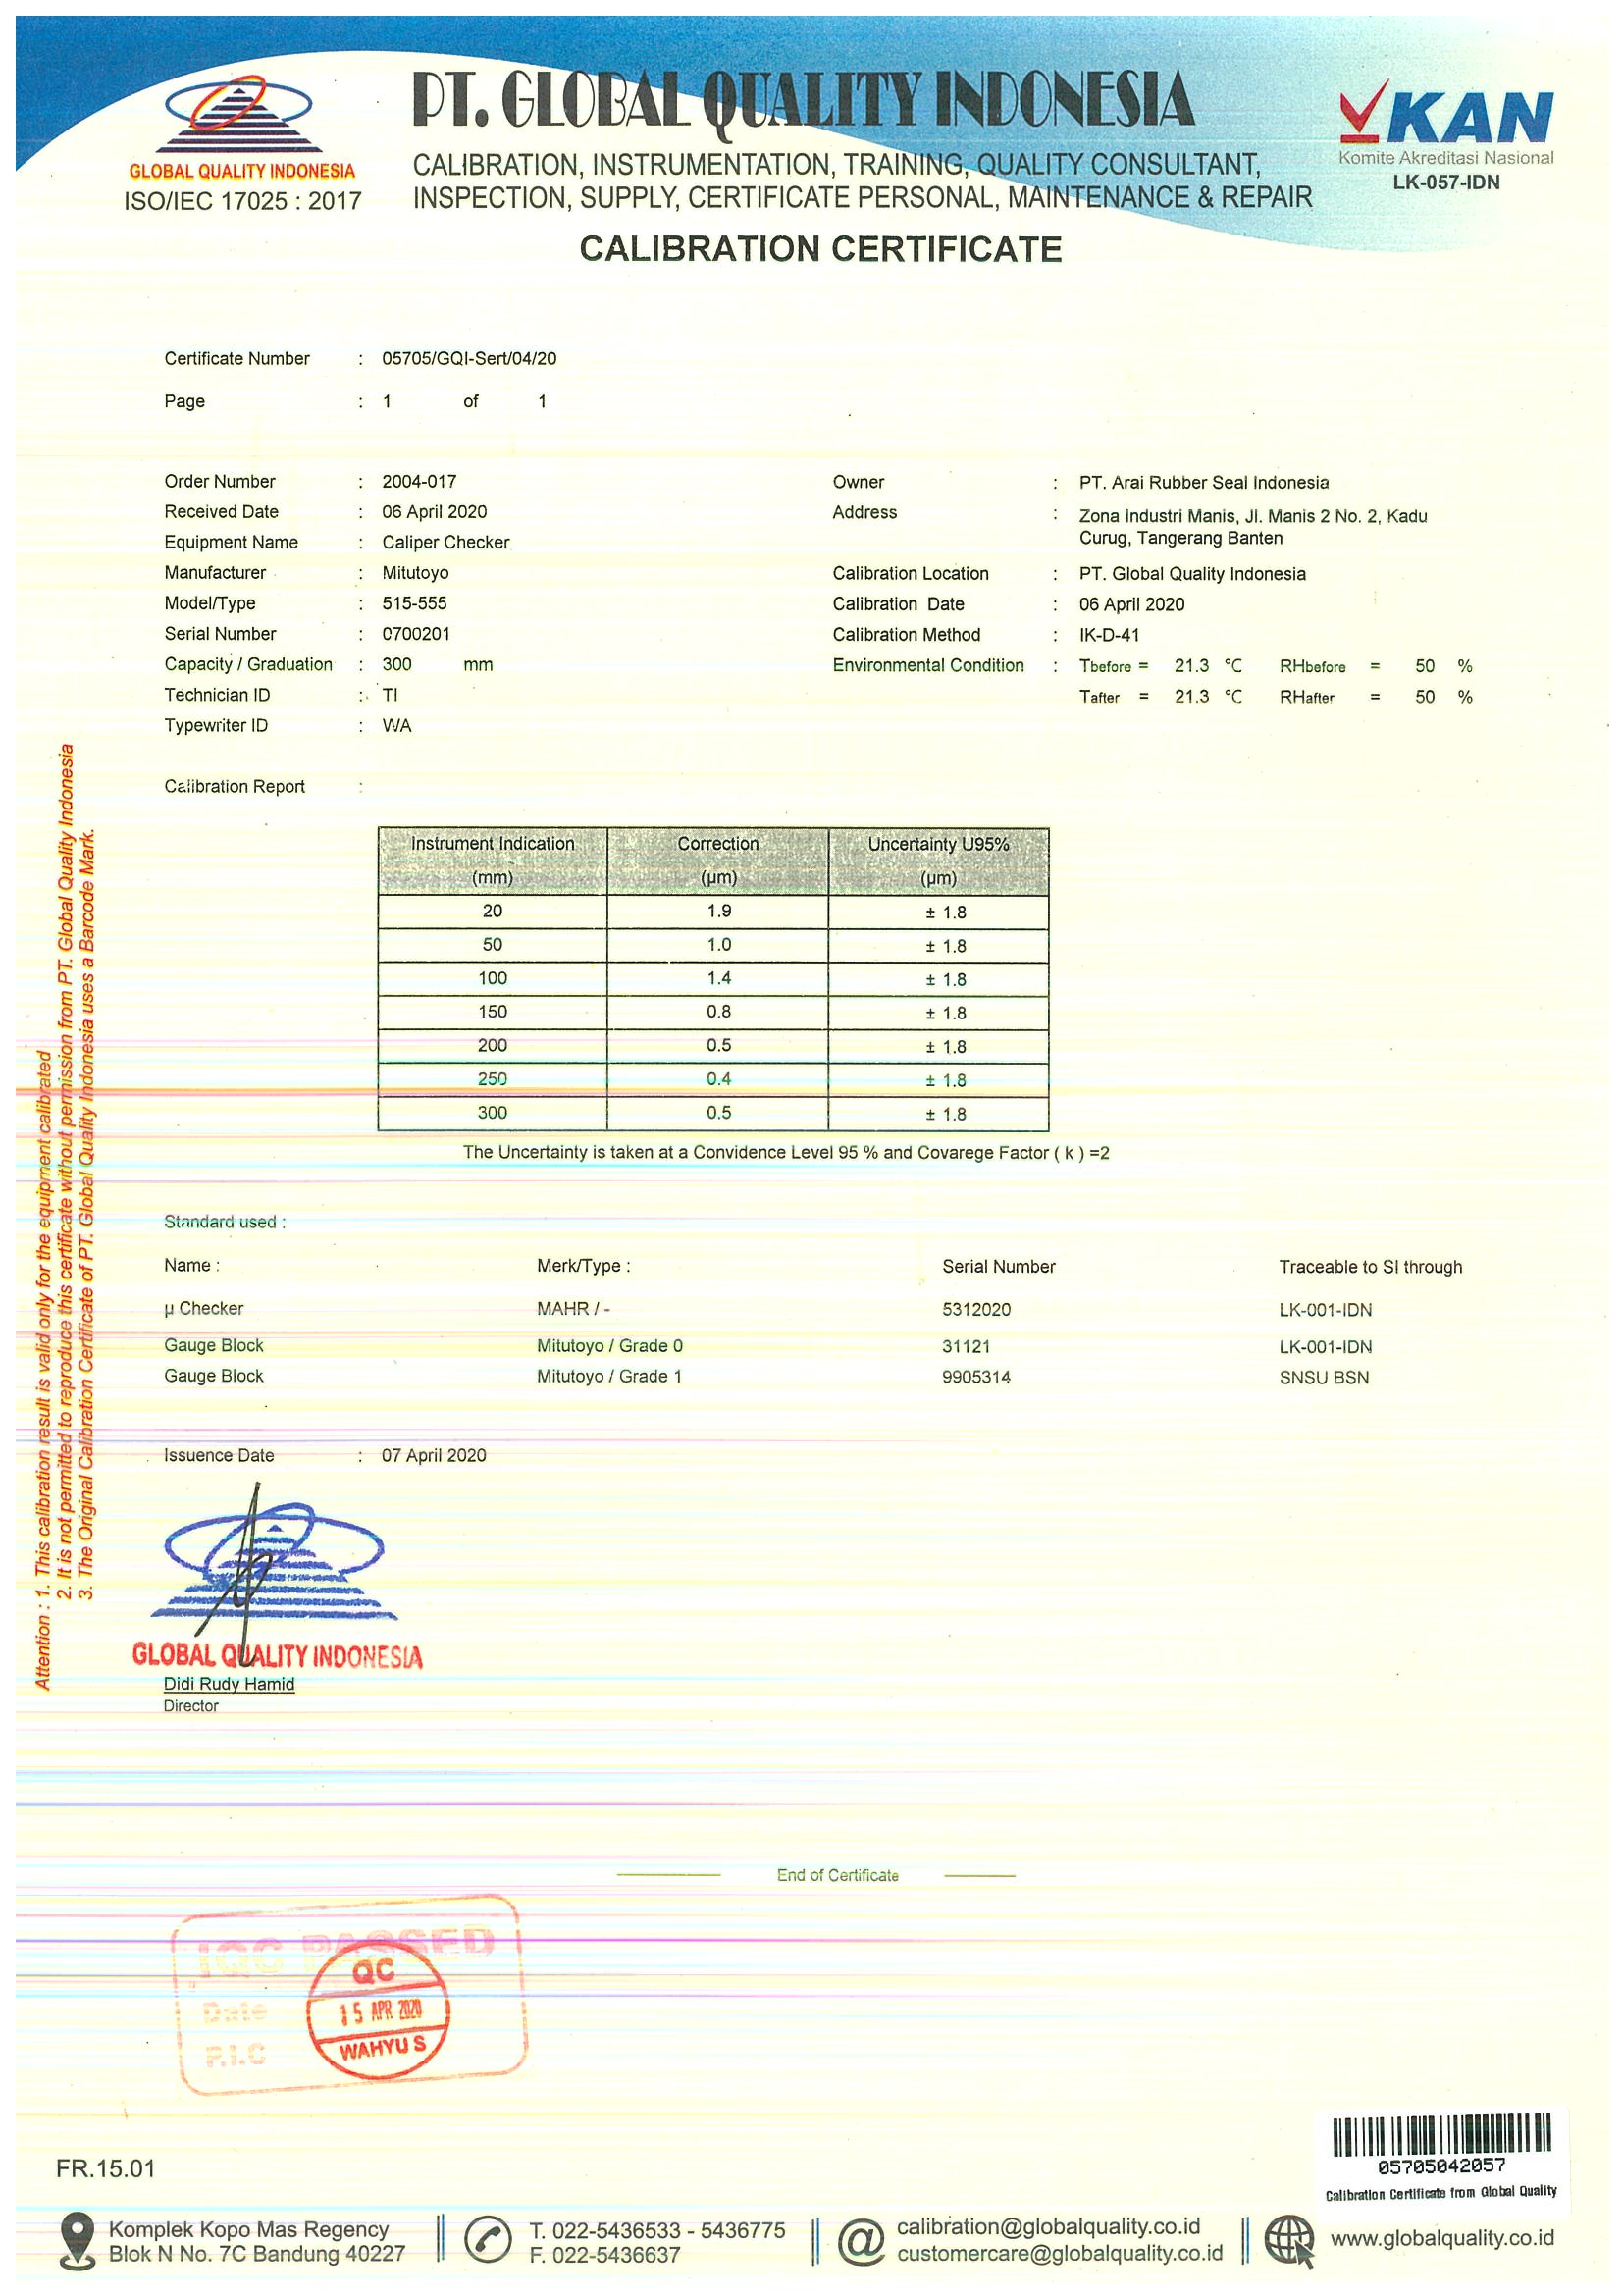 GLOBAL QUALITY INDONESIA
ISO/IEC 17025 : 2017
PT. GLOBAL QUALITY INDONESIA
CALIBRATION, INSTRUMENTATION, TRAINING, QUALITY CONSULTANT,
INSPECTION, SUPPLY, CERTIFICATE PERSONAL, MAINTENANCE & REPAIR
KAN
Komite Akreditasi Nasional
LK-057-IDN
CALIBRATION CERTIFICATE
Certificate Number : 05705/GQI-Sert/04/20
Page : 1 of 1
Order Number : 2004-017
Received Date : 06 April 2020
Equipment Name : Caliper Checker
Manufacturer : Mitutoyo
Model/Type : 515-555
Serial Number : 0700201
Capacity / Graduation : 300 mm
Technician ID : TI
Typewriter ID : WA
Owner : PT. Arai Rubber Seal Indonesia
Address : Zona Industri Manis, Jl. Manis 2 No. 2, Kadu
Curug, Tangerang Banten
Calibration Location : PT. Global Quality Indonesia
Calibration Date : 06 April 2020
Calibration Method : IK-D-41
Environmental Condition : Tbefore = 21.3 °C RHbefore = 50 %
Tafter = 21.3 °C RHafter = 50 %
Calibration Report :
Instrument Indication Correction Uncertainty U95%
(mm) (µm) (µm)
20 1.9 ± 1.8
50 1.0 ± 1.8
100 1.4 ± 1.8
150 0.8 ± 1.8
200 0.5 ± 1.8
250 0.4 ± 1.8
300 0.5 ± 1.8
The Uncertainty is taken at a Convidence Level 95 % and Covarege Factor ( k ) =2
Standard used :
Name : Merk/Type : Serial Number Traceable to SI through
µ Checker MAHR / - 5312020 LK-001-IDN
Gauge Block Mitutoyo / Grade 0 31121 LK-001-IDN
Gauge Block Mitutoyo / Grade 1 9905314 SNSU BSN
Issuence Date : 07 April 2020
GLOBAL QUALITY INDONESIA
Didi Rudy Hamid
Director
End of Certificate
IQC PASSED
Date
P.I.C
QC
15 APR 2020
WAHYU S
Attention : 1. This calibration result is valid only for the equipment calibrated
2. It is not permitted to reproduce this certificate without permission from PT. Global Quality Indonesia
3. The Original Calibration Certificate of PT. Global Quality Indonesia uses a Barcode Mark.
05705042057
Calibration Certificate from Global Quality
FR.15.01
Komplek Kopo Mas Regency
Blok N No. 7C Bandung 40227
T. 022-5436533 - 5436775
F. 022-5436637
calibration@globalquality.co.id
customercare@globalquality.co.id
www.globalquality.co.id